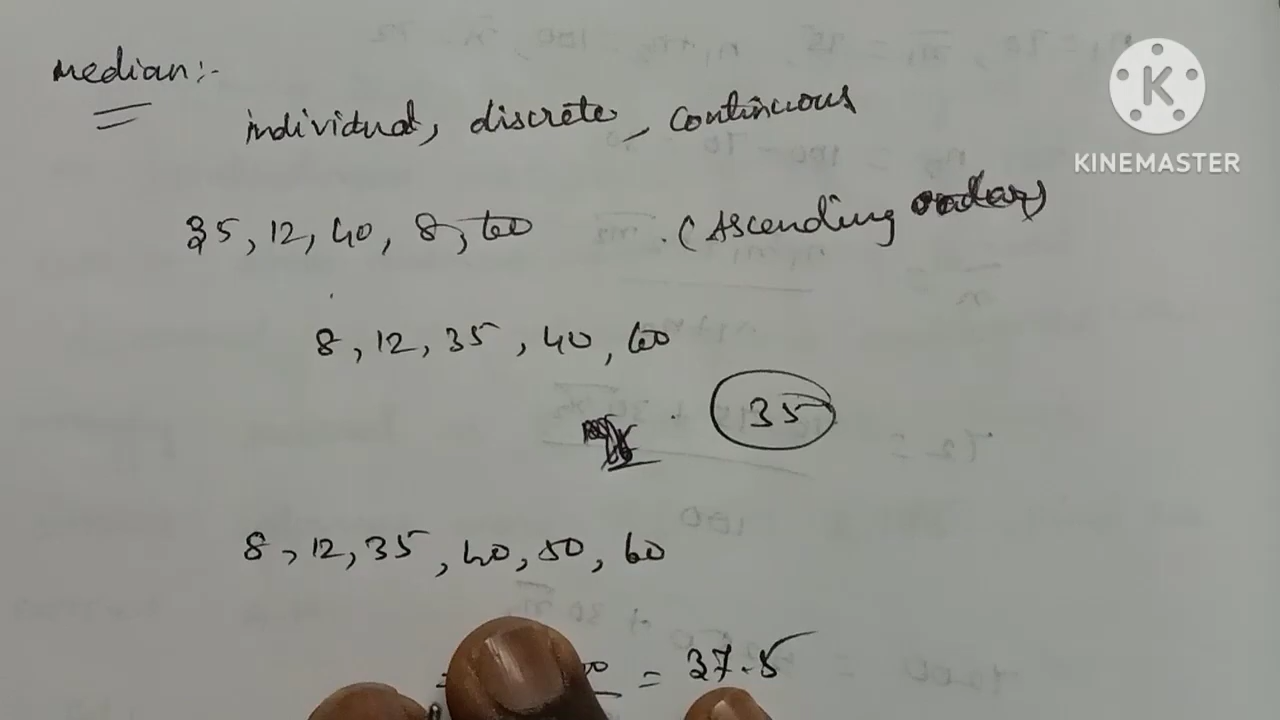 Median:-
individual, discrete, continuous
35, 12, 40, 8, 60 (Ascending order)
8, 12, 35, 40, 60
35
8, 12, 35, 40, 50, 60
= 37.5
K
KINEMASTER